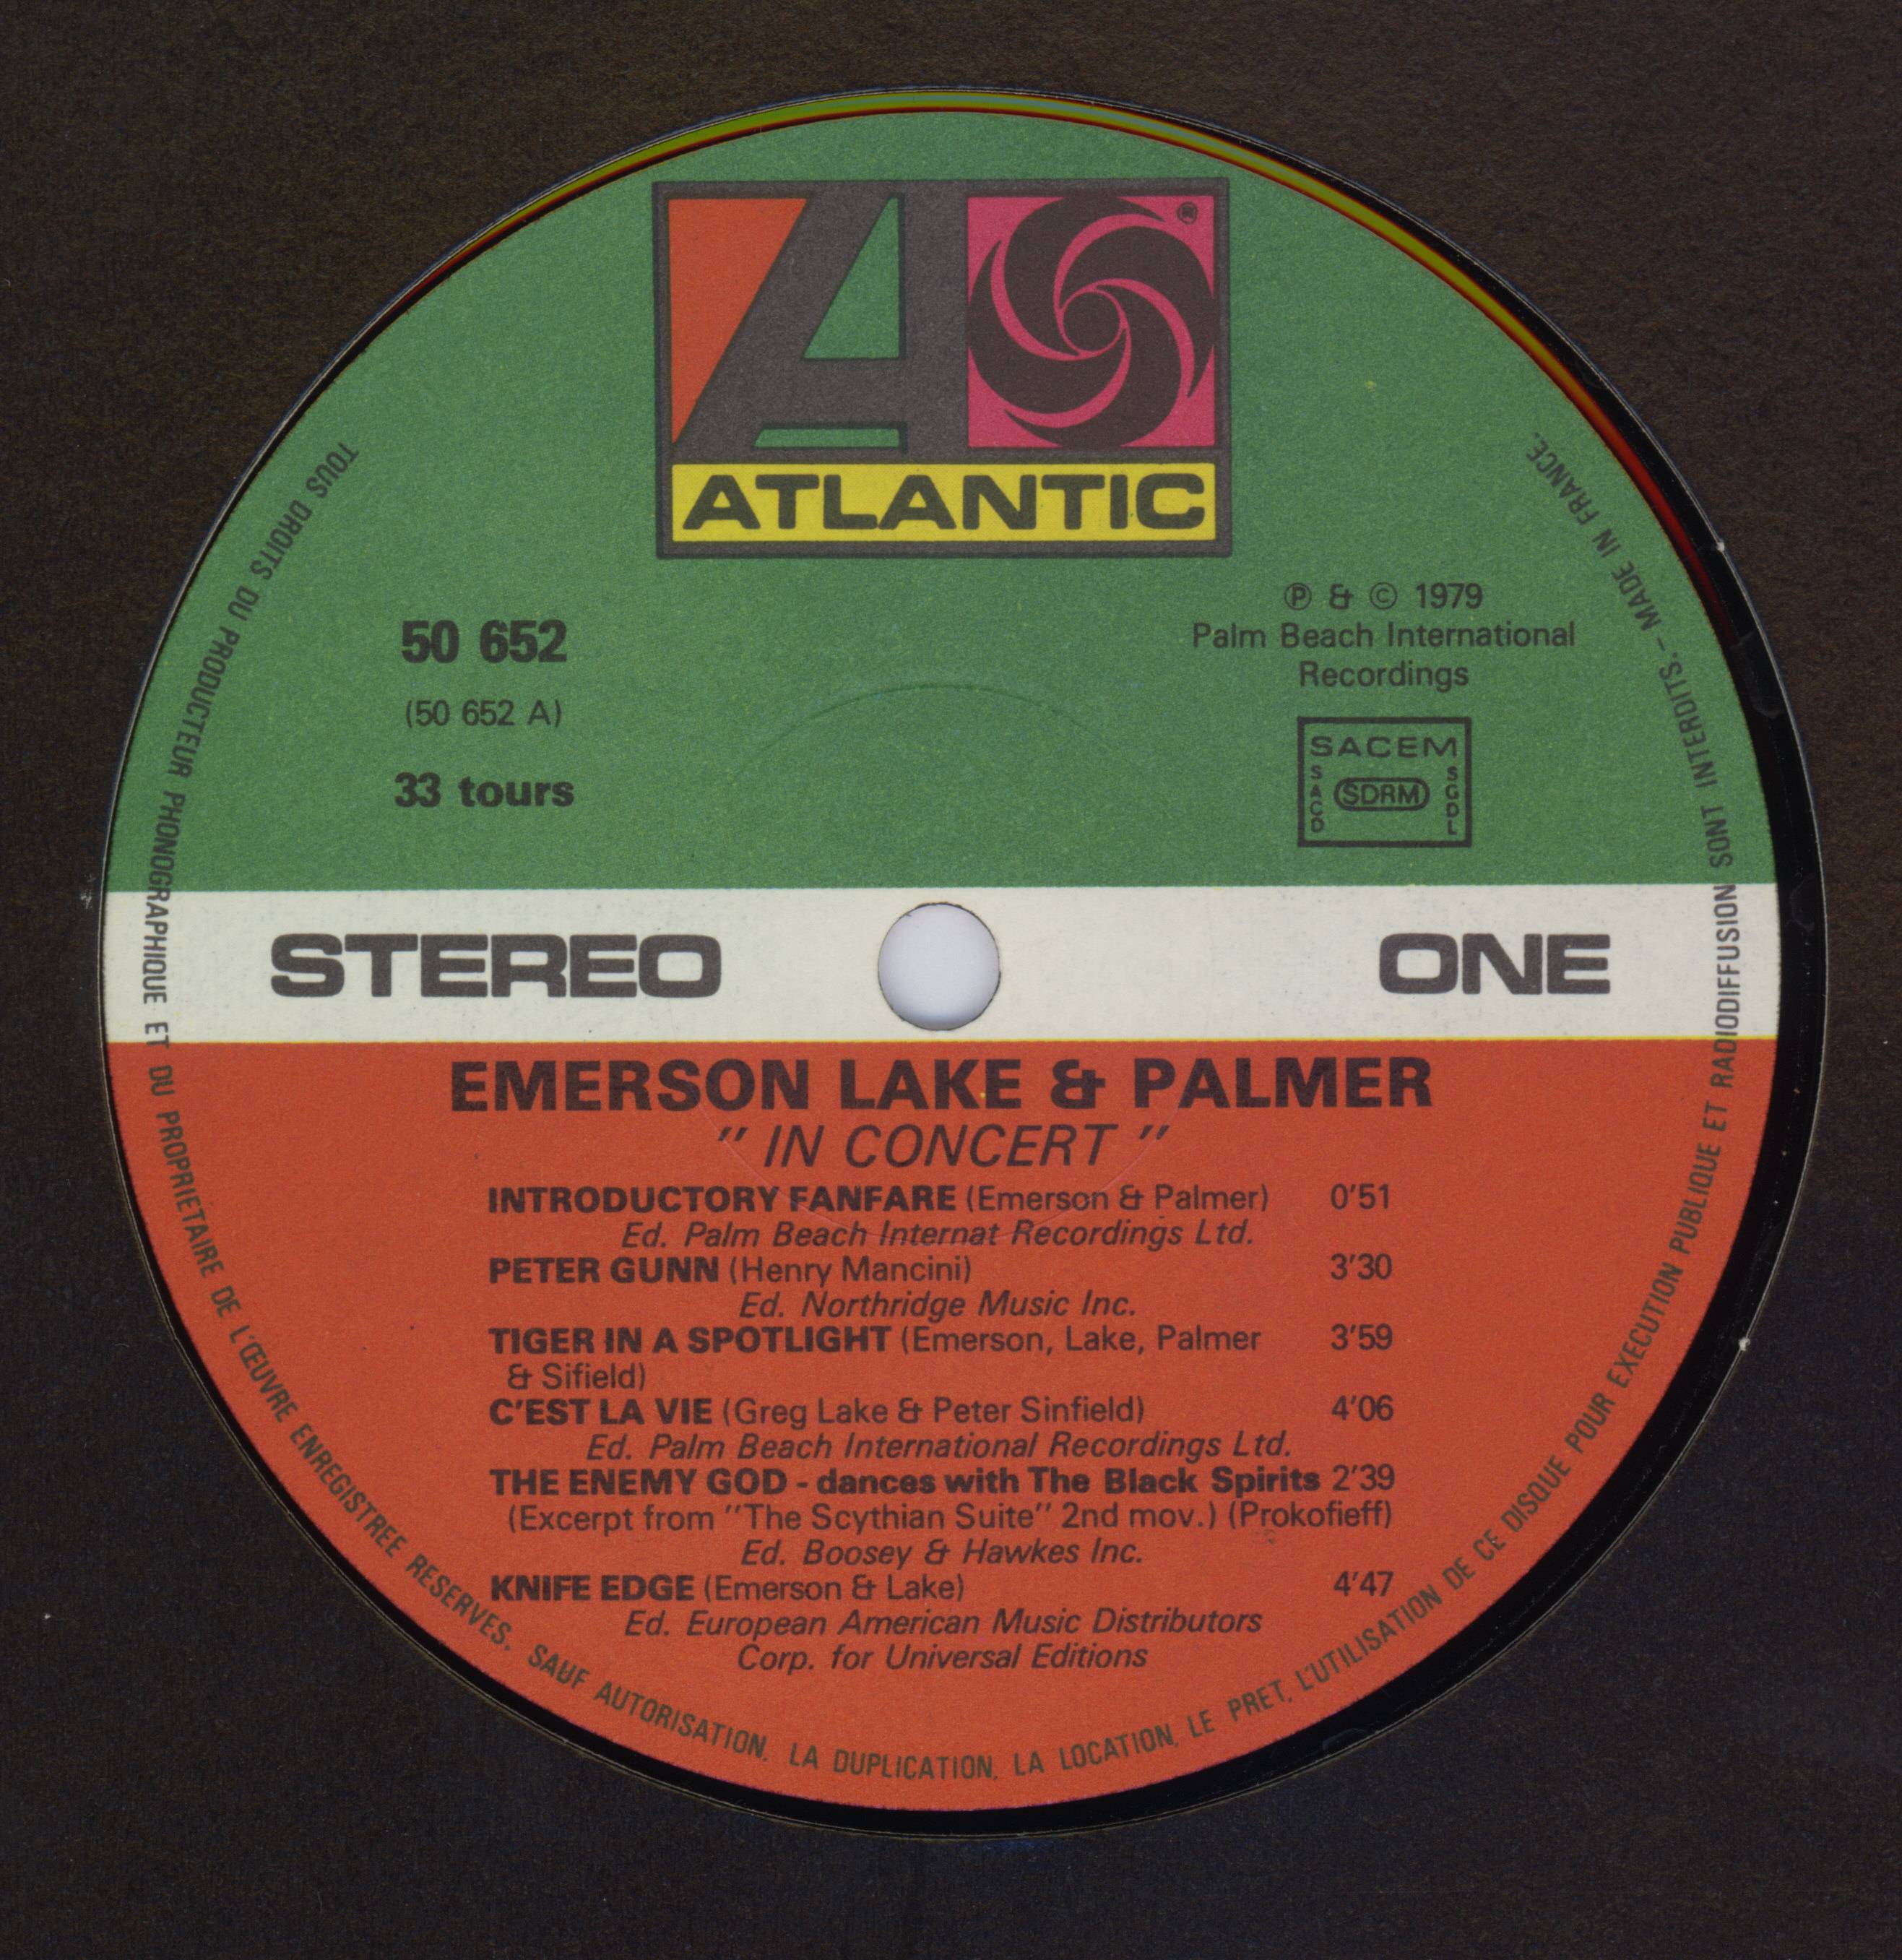 ®
ATLANTIC
50 652
(50 652 A)
33 tours
℗ & © 1979
Palm Beach International
Recordings
SACEM
SACD
SDRM
SGDL
STEREO
ONE
EMERSON LAKE & PALMER
"IN CONCERT"
INTRODUCTORY FANFARE (Emerson & Palmer) 0'51
Ed. Palm Beach Internat Recordings Ltd.
PETER GUNN (Henry Mancini) 3'30
Ed. Northridge Music Inc.
TIGER IN A SPOTLIGHT (Emerson, Lake, Palmer 3'59
& Sifield)
C'EST LA VIE (Greg Lake & Peter Sinfield) 4'06
Ed. Palm Beach International Recordings Ltd.
THE ENEMY GOD - dances with The Black Spirits 2'39
(Excerpt from "The Scythian Suite" 2nd mov.) (Prokofieff)
Ed. Boosey & Hawkes Inc.
KNIFE EDGE (Emerson & Lake) 4'47
Ed. European American Music Distributors
Corp. for Universal Editions
TOUS DROITS DU PRODUCTEUR PHONOGRAPHIQUE ET DU PROPRIETAIRE DE L'ŒUVRE ENREGISTREE RESERVES. SAUF AUTORISATION, LA DUPLICATION, LA LOCATION, LE PRET, L'UTILISATION DE CE DISQUE POUR EXECUTION PUBLIQUE ET RADIODIFFUSION SONT INTERDITS. - MADE IN FRANCE.